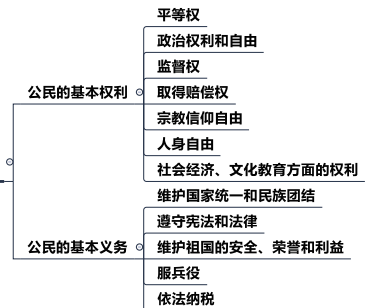 平等权
政治权利和自由
监督权
公民的基本权利
取得赔偿权
宗教信仰自由
人身自由
社会经济、文化教育方面的权利
维护国家统一和民族团结
遵守宪法和法律
公民的基本义务
维护祖国的安全、荣誉和利益
服兵役
依法纳税